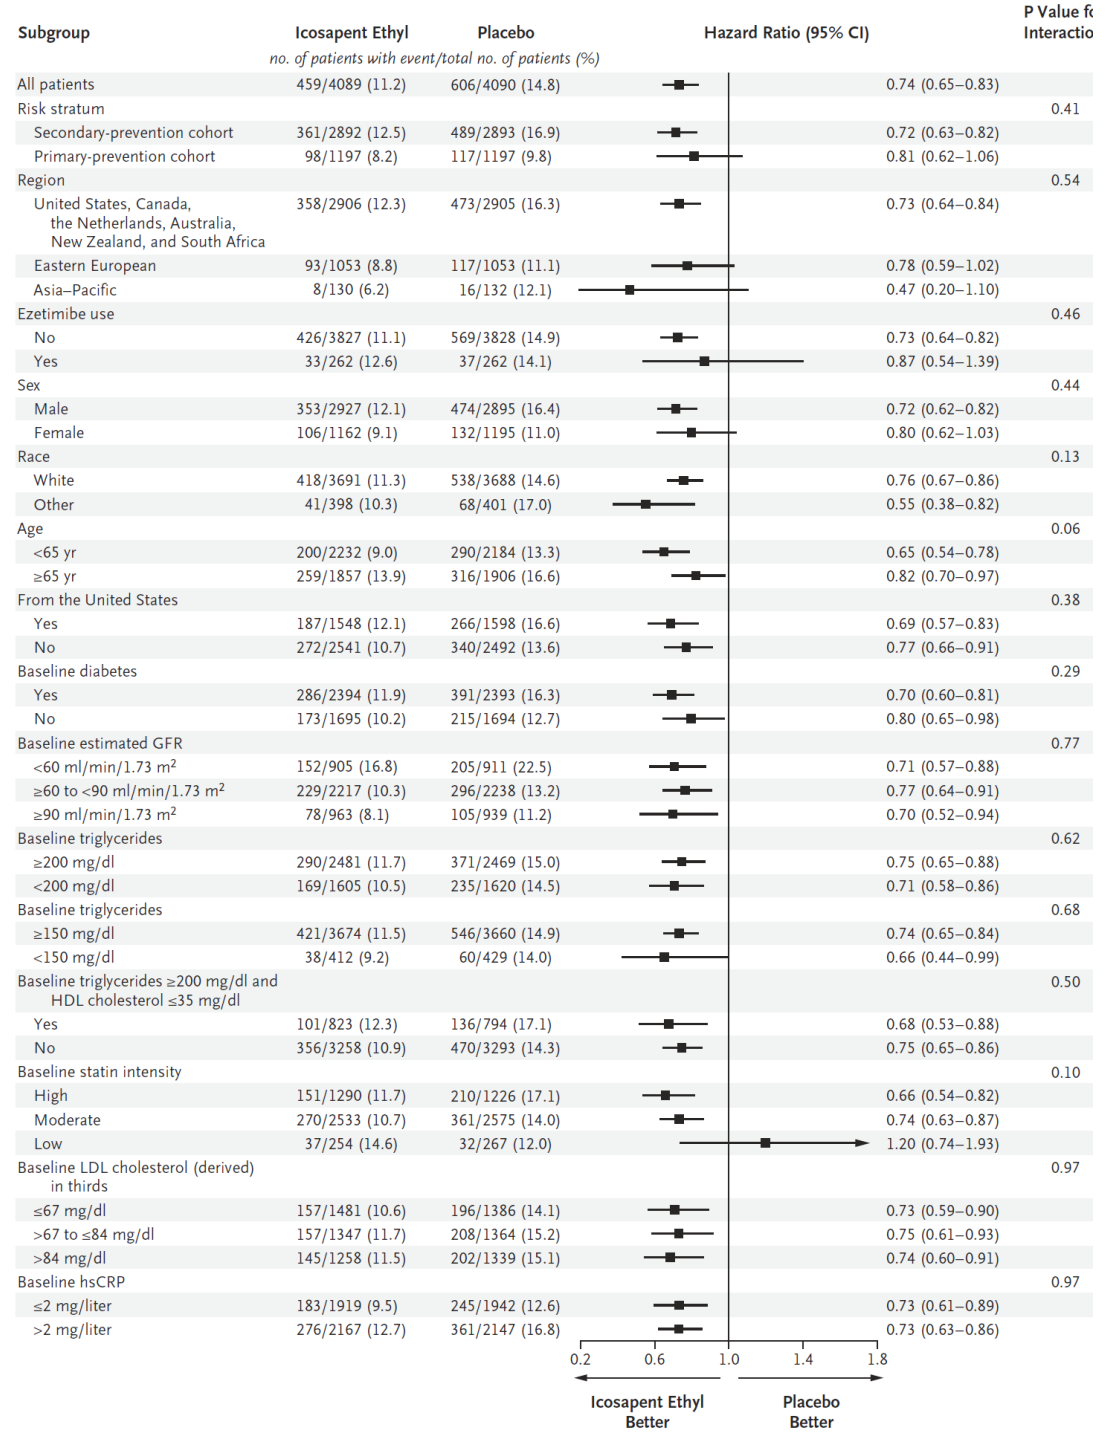 Subgroup Icosapent Ethyl Placebo Hazard Ratio (95% CI) P Value fo
Interaction
no. of patients with event/total no. of patients (%)
All patients 459/4089 (11.2) 606/4090 (14.8) 0.74 (0.65–0.83)
Risk stratum 0.41
Secondary-prevention cohort 361/2892 (12.5) 489/2893 (16.9) 0.72 (0.63–0.82)
Primary-prevention cohort 98/1197 (8.2) 117/1197 (9.8) 0.81 (0.62–1.06)
Region 0.54
United States, Canada, 358/2906 (12.3) 473/2905 (16.3) 0.73 (0.64–0.84)
the Netherlands, Australia,
New Zealand, and South Africa
Eastern European 93/1053 (8.8) 117/1053 (11.1) 0.78 (0.59–1.02)
Asia–Pacific 8/130 (6.2) 16/132 (12.1) 0.47 (0.20–1.10)
Ezetimibe use 0.46
No 426/3827 (11.1) 569/3828 (14.9) 0.73 (0.64–0.82)
Yes 33/262 (12.6) 37/262 (14.1) 0.87 (0.54–1.39)
Sex 0.44
Male 353/2927 (12.1) 474/2895 (16.4) 0.72 (0.62–0.82)
Female 106/1162 (9.1) 132/1195 (11.0) 0.80 (0.62–1.03)
Race 0.13
White 418/3691 (11.3) 538/3688 (14.6) 0.76 (0.67–0.86)
Other 41/398 (10.3) 68/401 (17.0) 0.55 (0.38–0.82)
Age 0.06
<65 yr 200/2232 (9.0) 290/2184 (13.3) 0.65 (0.54–0.78)
≥65 yr 259/1857 (13.9) 316/1906 (16.6) 0.82 (0.70–0.97)
From the United States 0.38
Yes 187/1548 (12.1) 266/1598 (16.6) 0.69 (0.57–0.83)
No 272/2541 (10.7) 340/2492 (13.6) 0.77 (0.66–0.91)
Baseline diabetes 0.29
Yes 286/2394 (11.9) 391/2393 (16.3) 0.70 (0.60–0.81)
No 173/1695 (10.2) 215/1694 (12.7) 0.80 (0.65–0.98)
Baseline estimated GFR 0.77
<60 ml/min/1.73 m² 152/905 (16.8) 205/911 (22.5) 0.71 (0.57–0.88)
≥60 to <90 ml/min/1.73 m² 229/2217 (10.3) 296/2238 (13.2) 0.77 (0.64–0.91)
≥90 ml/min/1.73 m² 78/963 (8.1) 105/939 (11.2) 0.70 (0.52–0.94)
Baseline triglycerides 0.62
≥200 mg/dl 290/2481 (11.7) 371/2469 (15.0) 0.75 (0.65–0.88)
<200 mg/dl 169/1605 (10.5) 235/1620 (14.5) 0.71 (0.58–0.86)
Baseline triglycerides 0.68
≥150 mg/dl 421/3674 (11.5) 546/3660 (14.9) 0.74 (0.65–0.84)
<150 mg/dl 38/412 (9.2) 60/429 (14.0) 0.66 (0.44–0.99)
Baseline triglycerides ≥200 mg/dl and 0.50
HDL cholesterol ≤35 mg/dl
Yes 101/823 (12.3) 136/794 (17.1) 0.68 (0.53–0.88)
No 356/3258 (10.9) 470/3293 (14.3) 0.75 (0.65–0.86)
Baseline statin intensity 0.10
High 151/1290 (11.7) 210/1226 (17.1) 0.66 (0.54–0.82)
Moderate 270/2533 (10.7) 361/2575 (14.0) 0.74 (0.63–0.87)
Low 37/254 (14.6) 32/267 (12.0) 1.20 (0.74–1.93)
Baseline LDL cholesterol (derived) 0.97
in thirds
≤67 mg/dl 157/1481 (10.6) 196/1386 (14.1) 0.73 (0.59–0.90)
>67 to ≤84 mg/dl 157/1347 (11.7) 208/1364 (15.2) 0.75 (0.61–0.93)
>84 mg/dl 145/1258 (11.5) 202/1339 (15.1) 0.74 (0.60–0.91)
Baseline hsCRP 0.97
≤2 mg/liter 183/1919 (9.5) 245/1942 (12.6) 0.73 (0.61–0.89)
>2 mg/liter 276/2167 (12.7) 361/2147 (16.8) 0.73 (0.63–0.86)
0.2 0.6 1.0 1.4 1.8
Icosapent Ethyl Placebo
Better Better